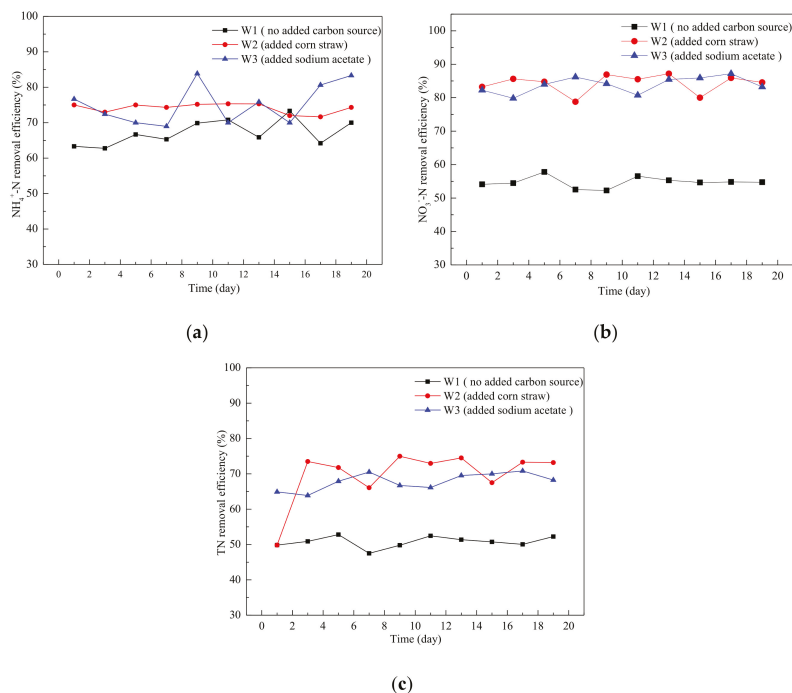 100
90
80
70
60
50
40
30
NH4+-N removal efficiency (%)
W1 ( no added carbon source)
W2 (added corn straw)
W3 (added sodium acetate )
0 2 4 6 8 10 12 14 16 18 20
Time (day)
(a)
100
90
80
70
60
50
40
30
NO3--N removal efficiency (%)
W1 ( no added carbon source)
W2 (added corn straw)
W3 (added sodium acetate )
0 2 4 6 8 10 12 14 16 18 20
Time (day)
(b)
100
90
80
70
60
50
40
30
TN removal efficiency (%)
W1 ( no added carbon source)
W2 (added corn straw)
W3 (added sodium acetate )
0 2 4 6 8 10 12 14 16 18 20
Time (day)
(c)